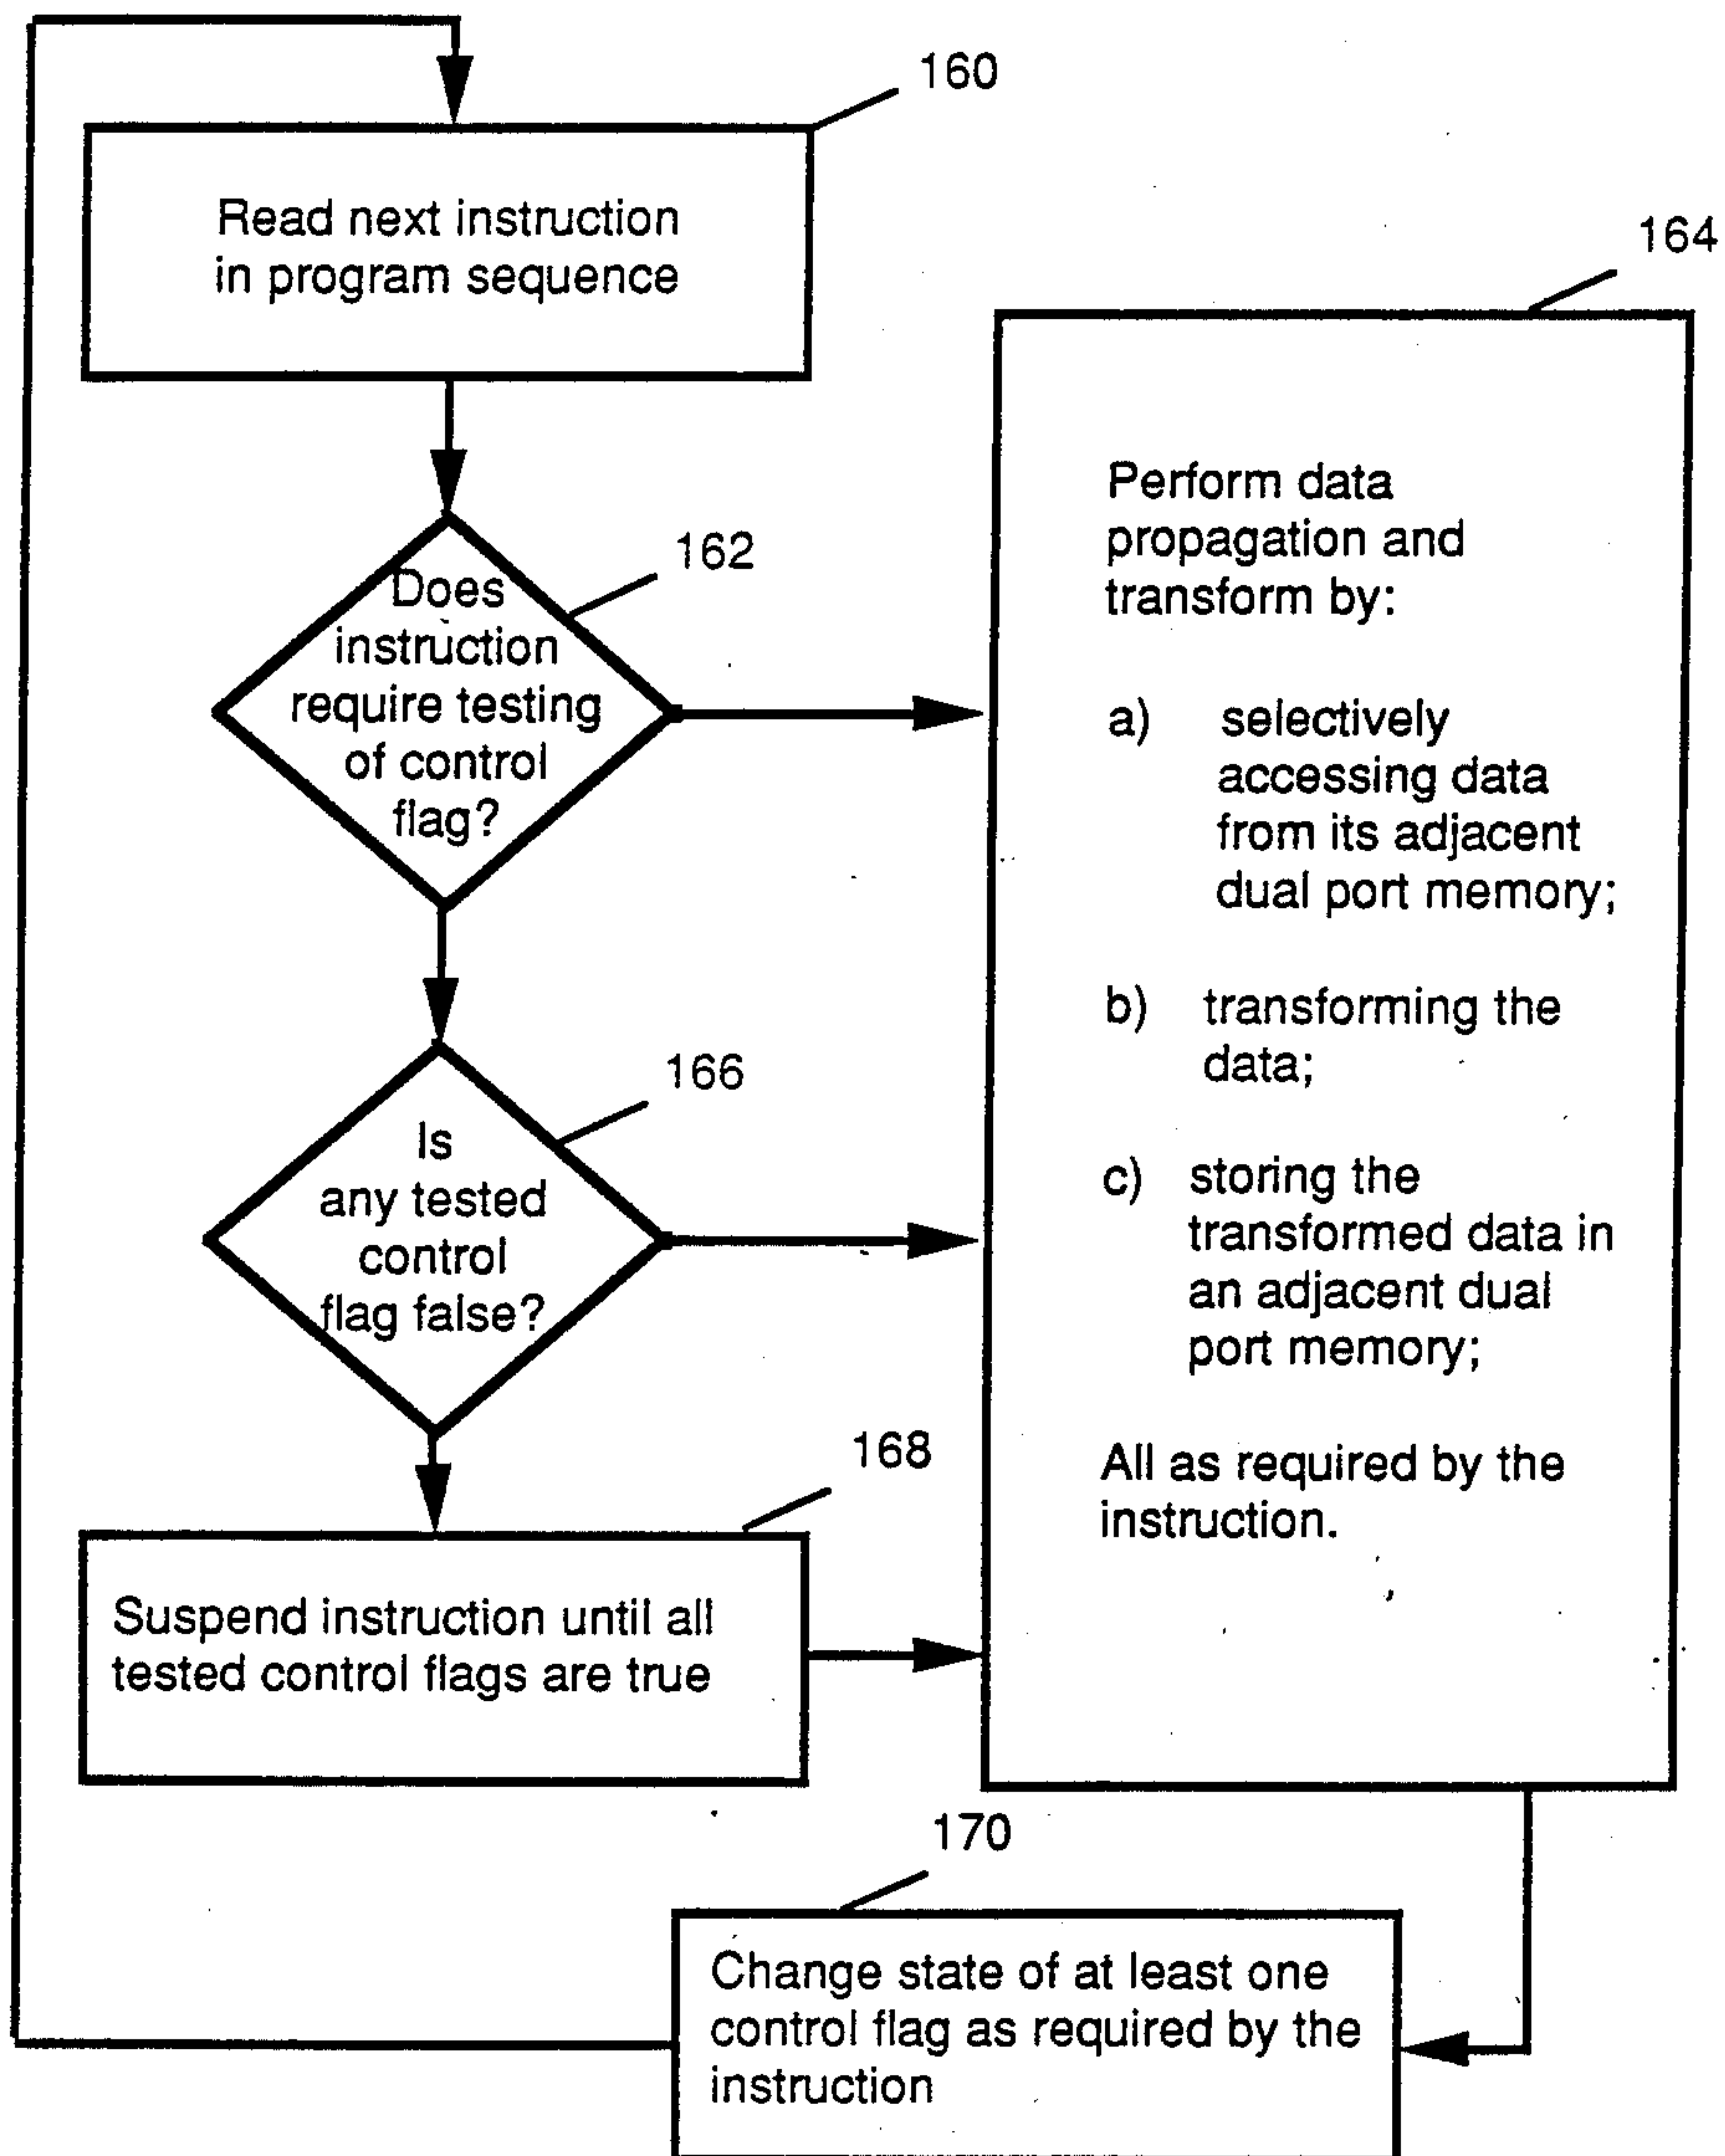 160
Read next instruction
in program sequence
162
Does
instruction
require testing
of control
flag?
166
Is
any tested
control
flag false?
168
Suspend instruction until all
tested control flags are true
164
Perform data
propagation and
transform by:
a) selectively
accessing data
from its adjacent
dual port memory;
b) transforming the
data;
c) storing the
transformed data in
an adjacent dual
port memory;
All as required by the
instruction.
170
Change state of at least one
control flag as required by the
instruction